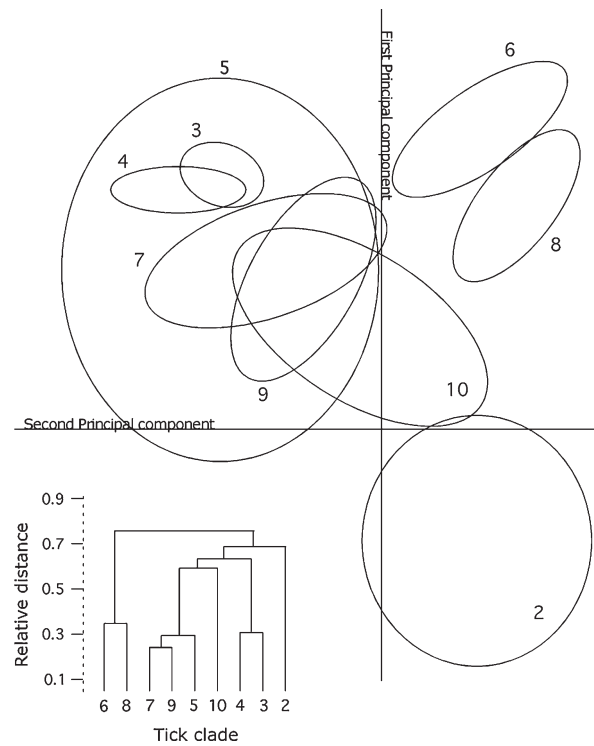 First Principal component
6
5
3
4
8
7
9
10
Second Principal component
2
0.9
0.7
0.5
0.3
0.1
Relative distance
6 8 7 9 5 10 4 3 2
Tick clade